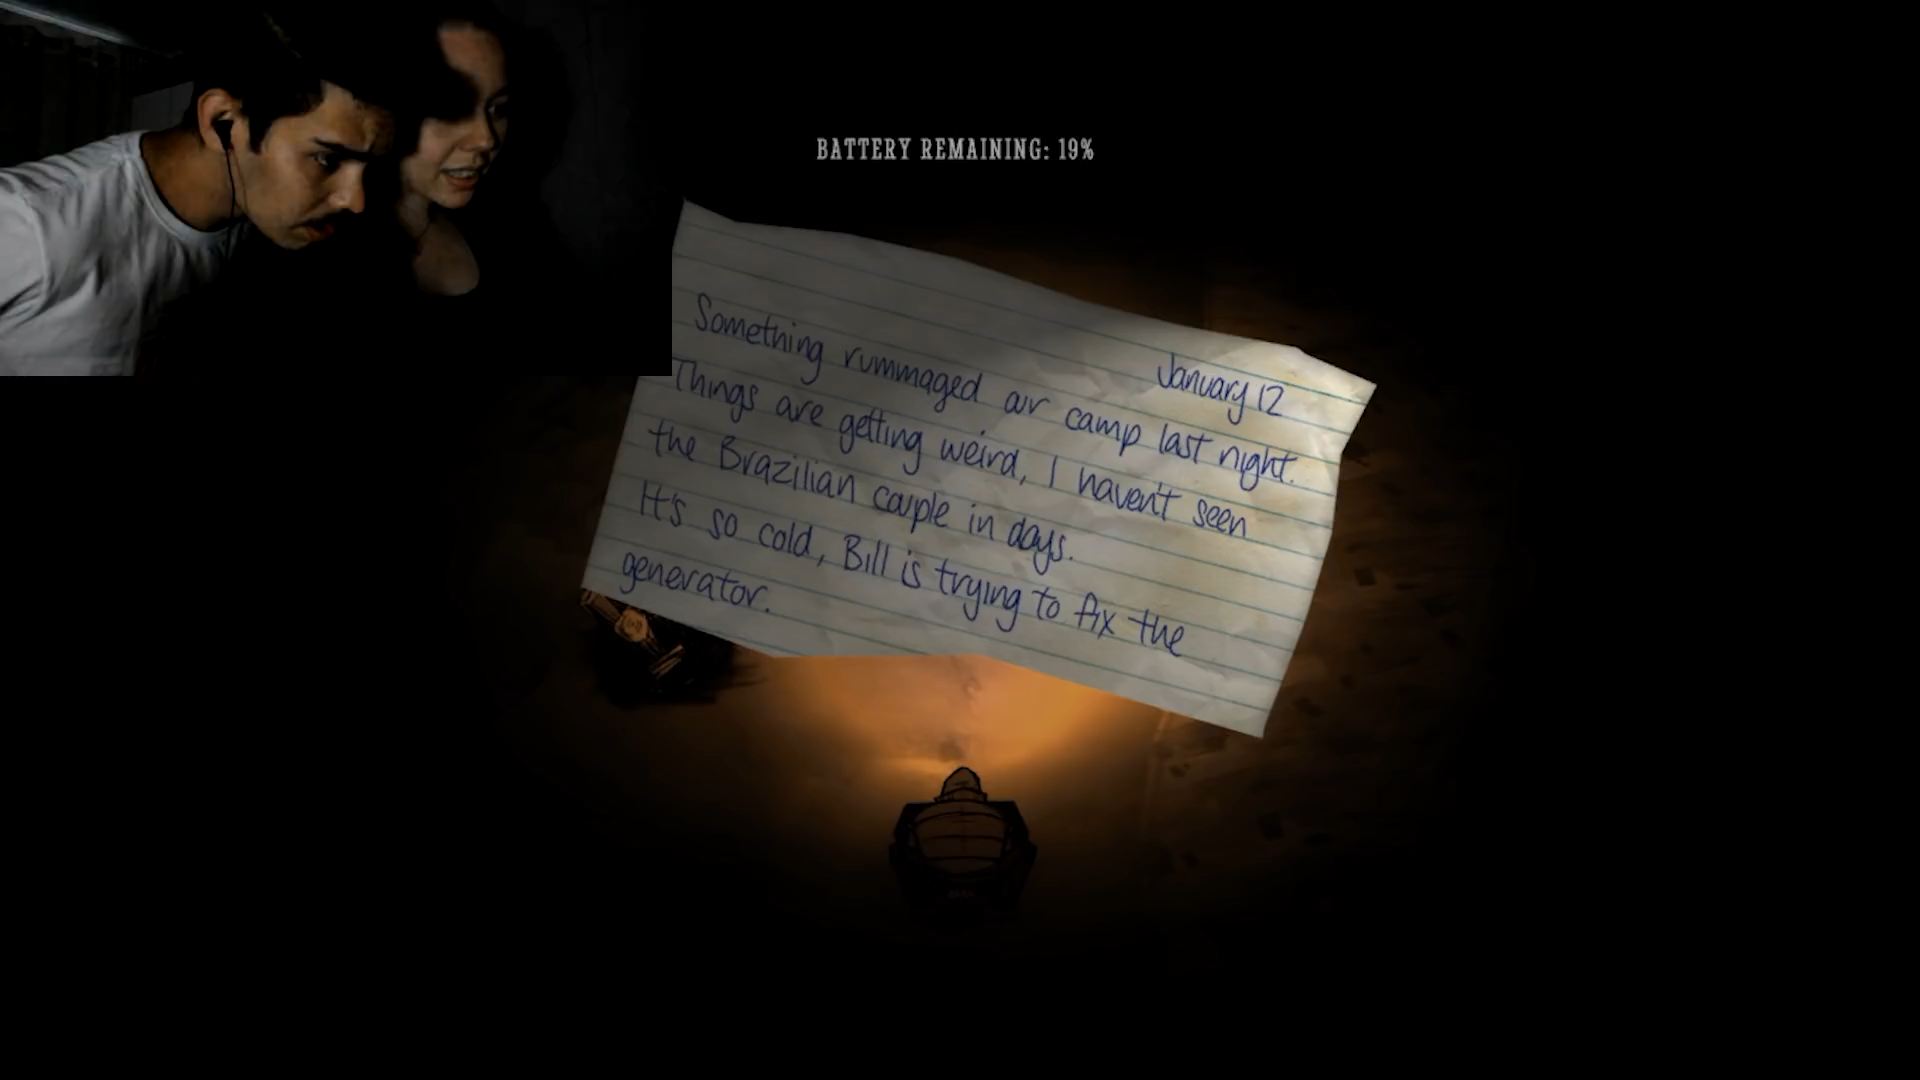 BATTERY REMAINING: 19%
January 12
Something rummaged our camp last night.
Things are getting weird, I haven't seen
the Brazilian couple in days.
It's so cold, Bill is trying to fix the
generator.